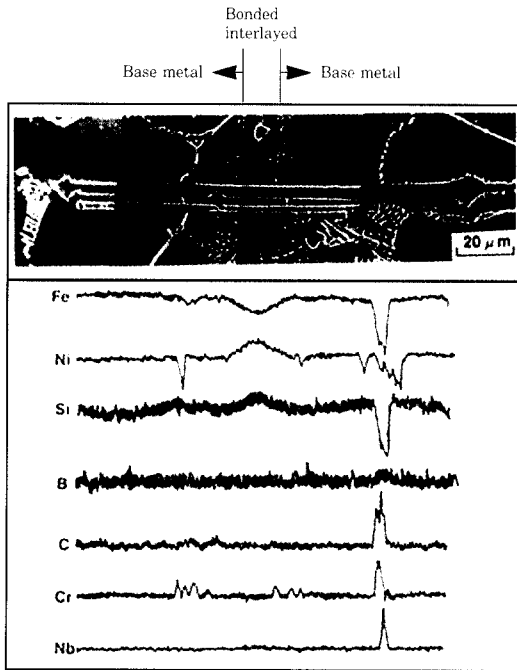 Bonded
interlayed
Base metal Base metal
20 μm
Fe
Ni
Si
B
C
Cr
Nb